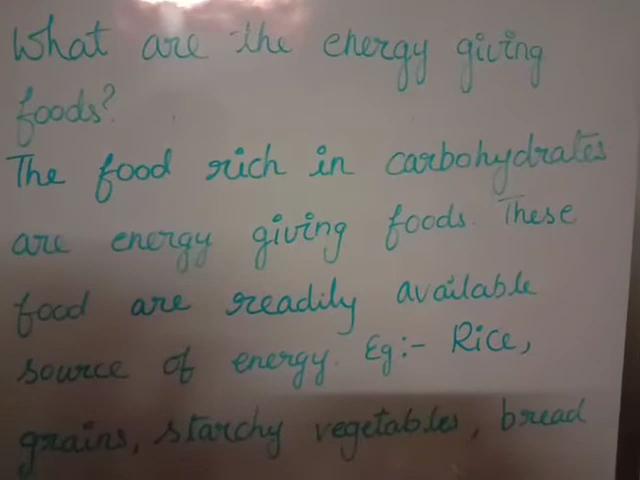 What are the energy giving
foods?
The food rich in carbohydrates
are energy giving foods. These
food are readily available
source of energy. Eg:- Rice,
grains, starchy vegetables, bread